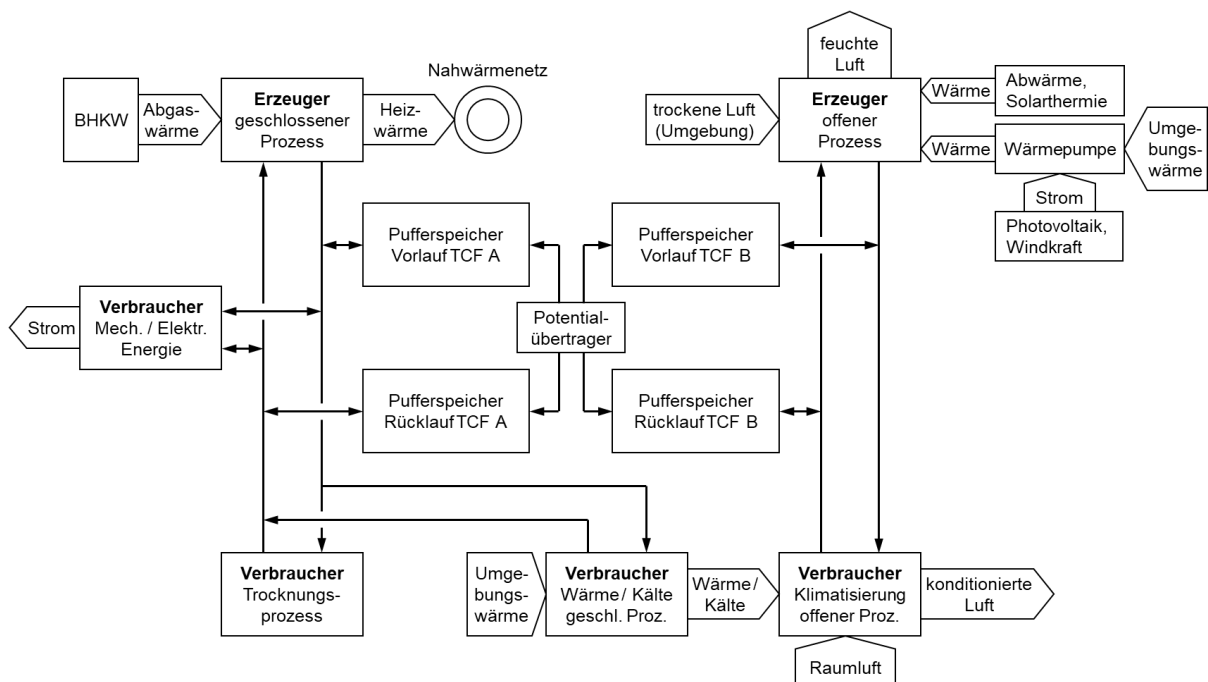 feuchte
Luft
Nahwärmenetz
BHKW
Abgas-
wärme
Erzeuger
geschlossener
Prozess
Heiz-
wärme
trockene Luft
(Umgebung)
Erzeuger
offener
Prozess
Wärme
Abwärme,
Solarthermie
Wärme
Wärmepumpe
Umge-
bungs-
wärme
Strom
Photovoltaik,
Windkraft
Pufferspeicher
Vorlauf TCF A
Pufferspeicher
Vorlauf TCF B
Strom
Verbraucher
Mech. / Elektr.
Energie
Potential-
übertrager
Pufferspeicher
Rücklauf TCF A
Pufferspeicher
Rücklauf TCF B
Verbraucher
Trocknungs-
prozess
Umge-
bungs-
wärme
Verbraucher
Wärme / Kälte
geschl. Proz.
Wärme /
Kälte
Verbraucher
Klimatisierung
offener Proz.
konditionierte
Luft
Raumluft